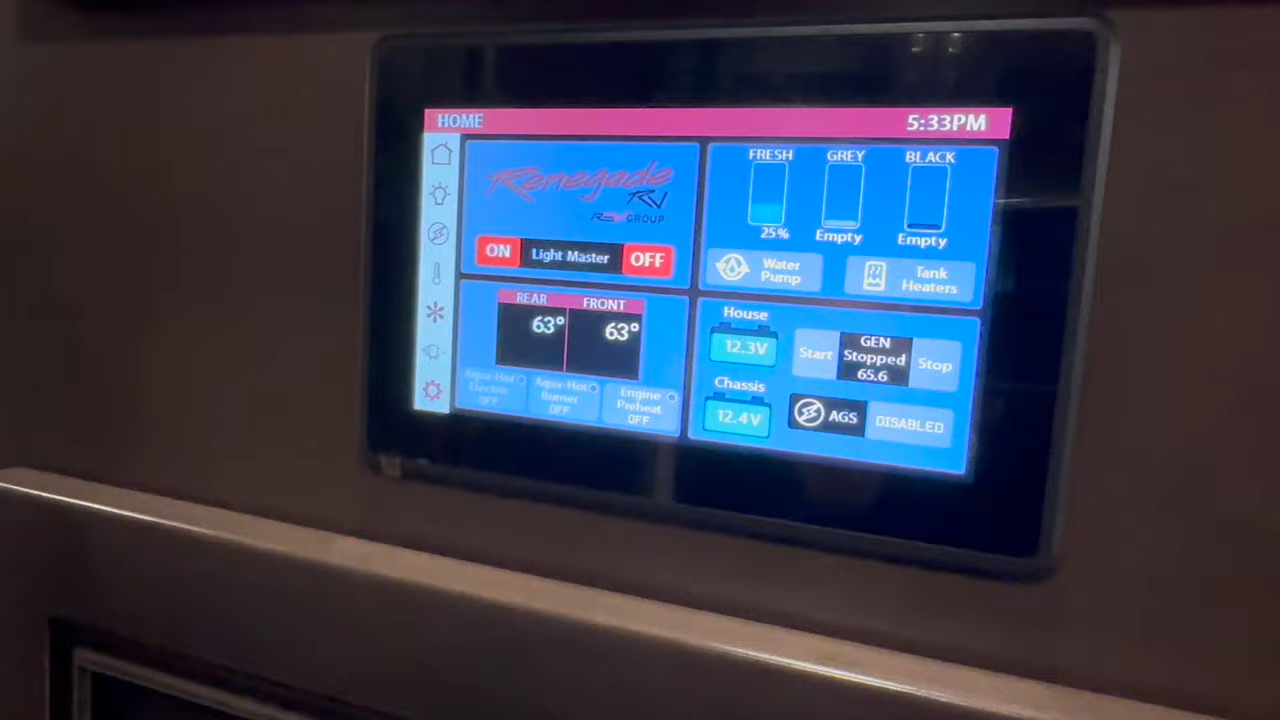 HOME
5:33PM
Renegade
RV
REV GROUP
ON
Light Master
OFF
FRESH
GREY
BLACK
25%
Empty
Empty
Water
Pump
Tank
Heaters
REAR
FRONT
63°
63°
Aqua-Hot
Electric
OFF
Aqua-Hot
Burner
OFF
Engine
Preheat
OFF
House
12.3V
Chassis
12.4V
Start
GEN
Stopped
65.6
Stop
AGS
DISABLED